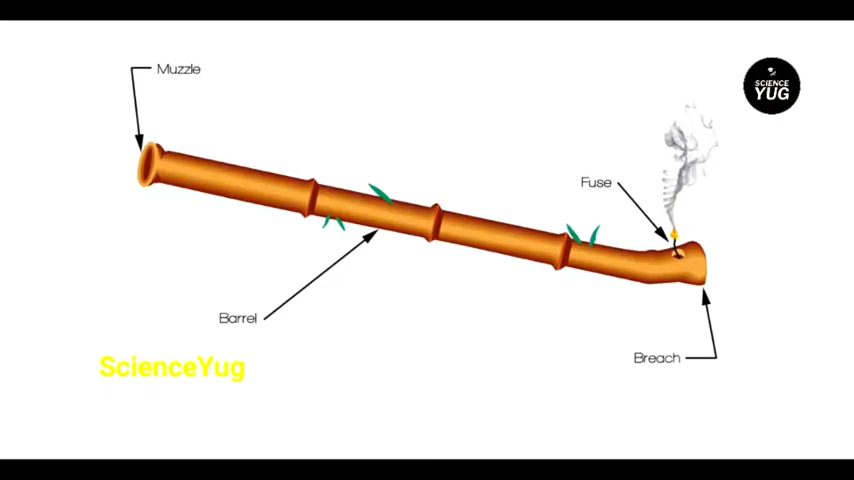 Muzzle
SCIENCE
YUG
Fuse
Barrel
Breach
ScienceYug